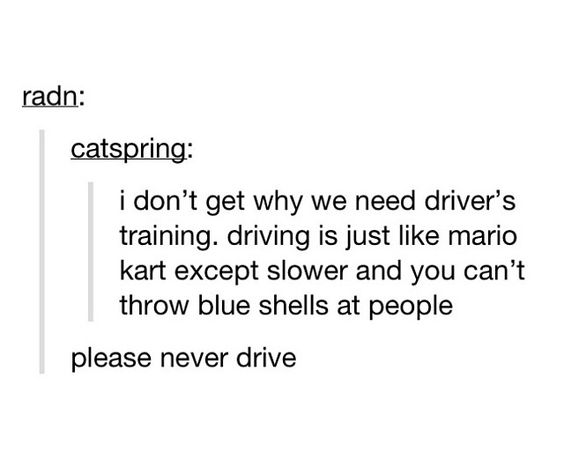 radn:
catspring:
i don’t get why we need driver’s
training. driving is just like mario
kart except slower and you can’t
throw blue shells at people
please never drive